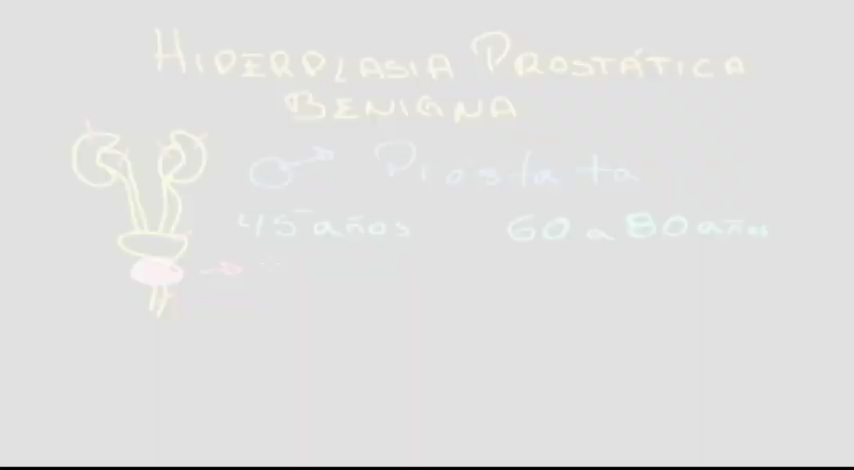 HIPERPLASIA PROSTÁTICA
BENIGNA
Prostata
45 años 60 a 80 años